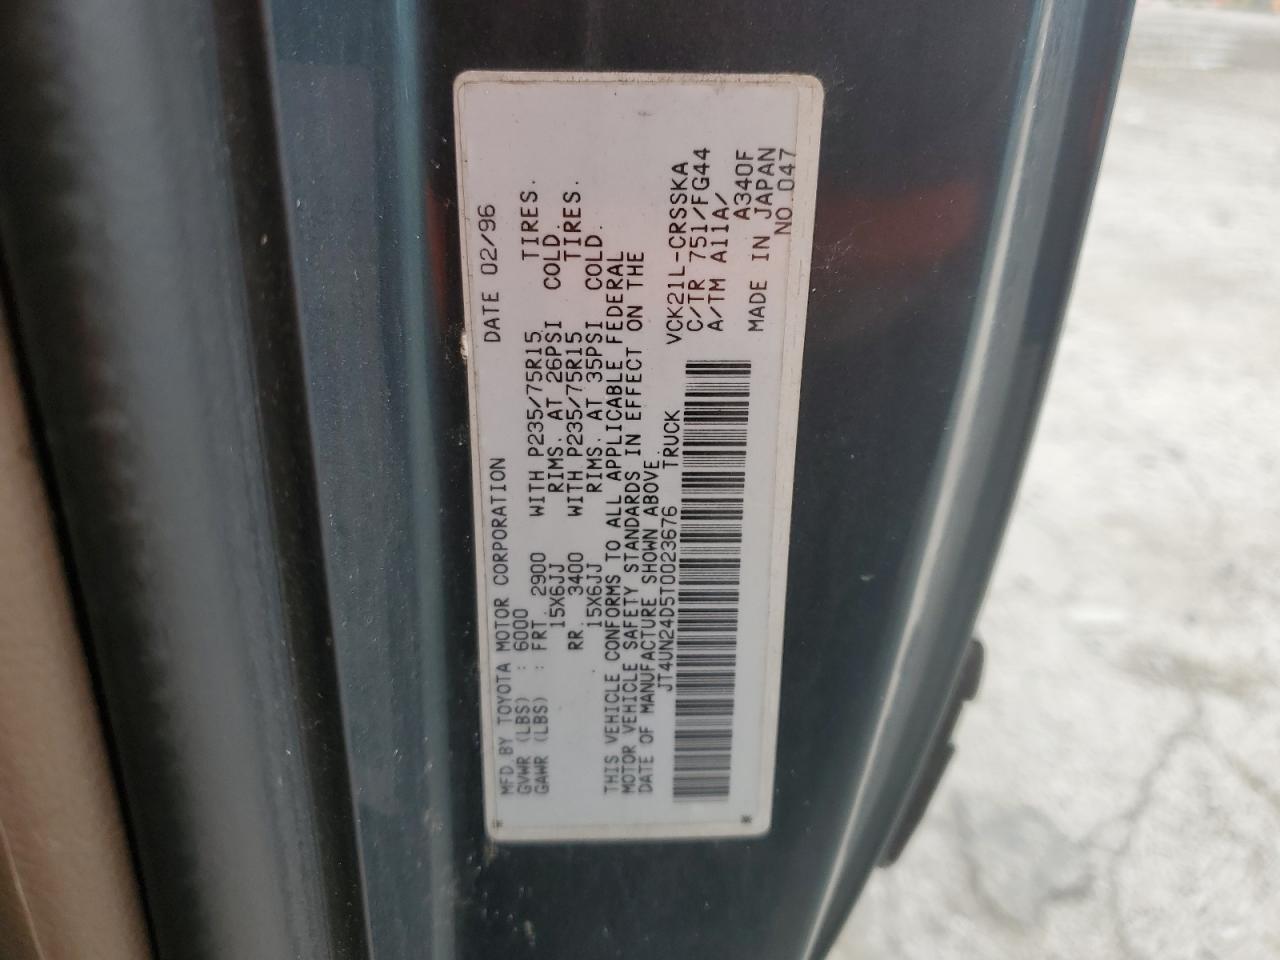 MFD. BY TOYOTA MOTOR CORPORATION DATE 02/96
GVWR (LBS) : 6000
GAWR (LBS) : FRT. 2900 WITH P235/75R15 TIRES.
15X6JJ RIMS. AT 26PSI COLD.
RR. 3400 WITH P235/75R15 TIRES.
15X6JJ RIMS. AT 35PSI COLD.
THIS VEHICLE CONFORMS TO ALL APPLICABLE FEDERAL
MOTOR VEHICLE SAFETY STANDARDS IN EFFECT ON THE
DATE OF MANUFACTURE SHOWN ABOVE.
JT4UN24D5T0023676 TRUCK
VCK21L-CRSSKA
C/TR 751/FG44
A/TM A11A/
A340F
MADE IN JAPAN
NO 047